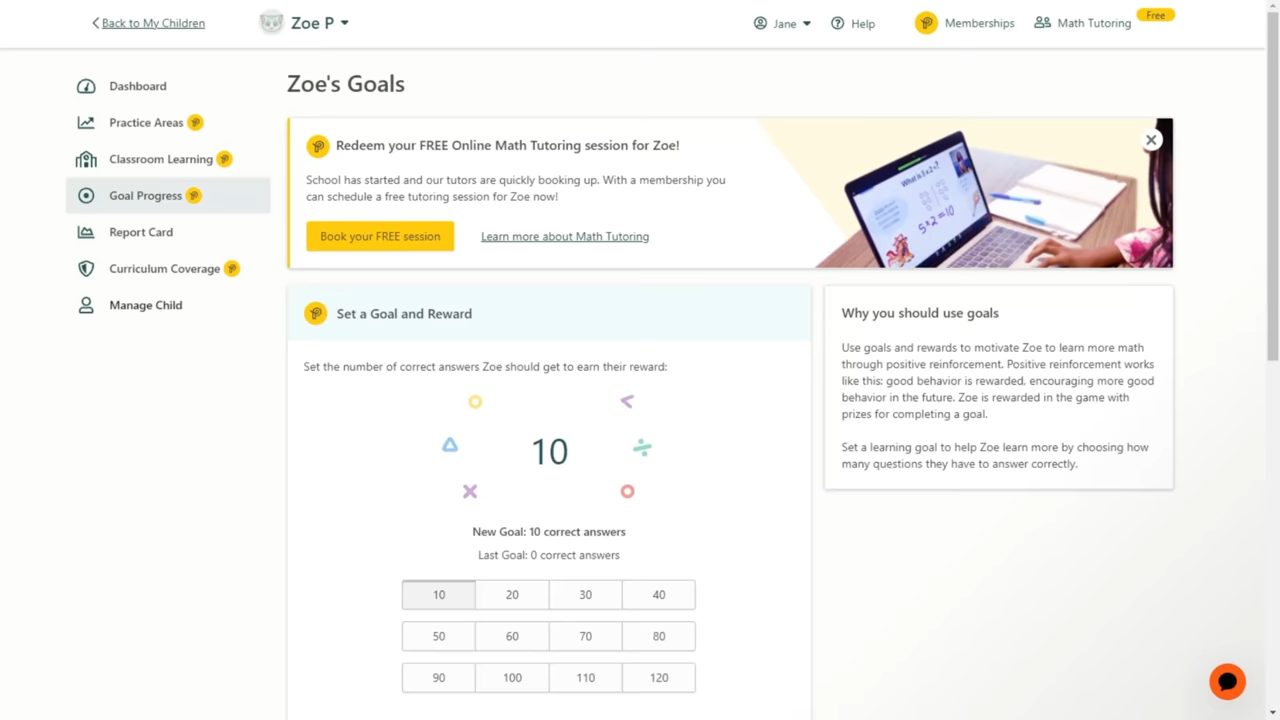 Back to My Children
Zoe P
Jane
Help
Memberships
Math Tutoring
Free
Dashboard
Practice Areas
Classroom Learning
Goal Progress
Report Card
Curriculum Coverage
Manage Child
Zoe's Goals
Redeem your FREE Online Math Tutoring session for Zoe!
School has started and our tutors are quickly booking up. With a membership you
can schedule a free tutoring session for Zoe now!
Book your FREE session
Learn more about Math Tutoring
What is 5 x 2 = ?
5×2=10
Set a Goal and Reward
Set the number of correct answers Zoe should get to earn their reward:
10
New Goal: 10 correct answers
Last Goal: 0 correct answers
10 20 30 40
50 60 70 80
90 100 110 120
Why you should use goals
Use goals and rewards to motivate Zoe to learn more math
through positive reinforcement. Positive reinforcement works
like this: good behavior is rewarded, encouraging more good
behavior in the future. Zoe is rewarded in the game with
prizes for completing a goal.
Set a learning goal to help Zoe learn more by choosing how
many questions they have to answer correctly.